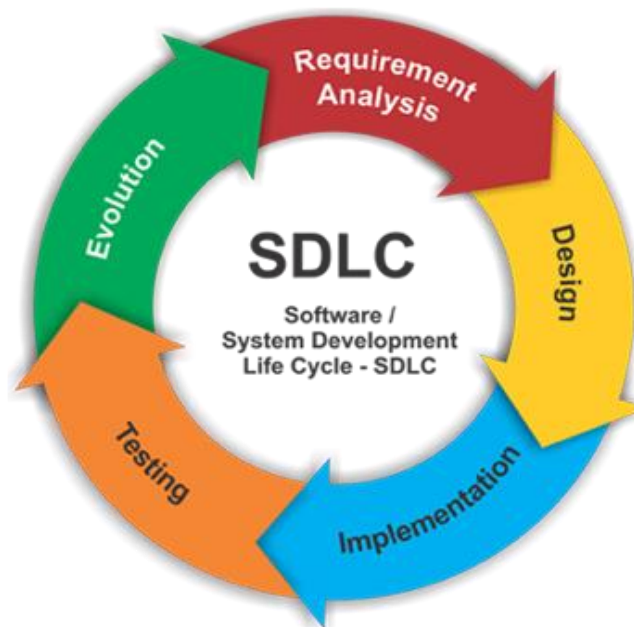 Requirement
Analysis
Design
Implementation
Testing
Evolution
SDLC
Software /
System Development
Life Cycle - SDLC